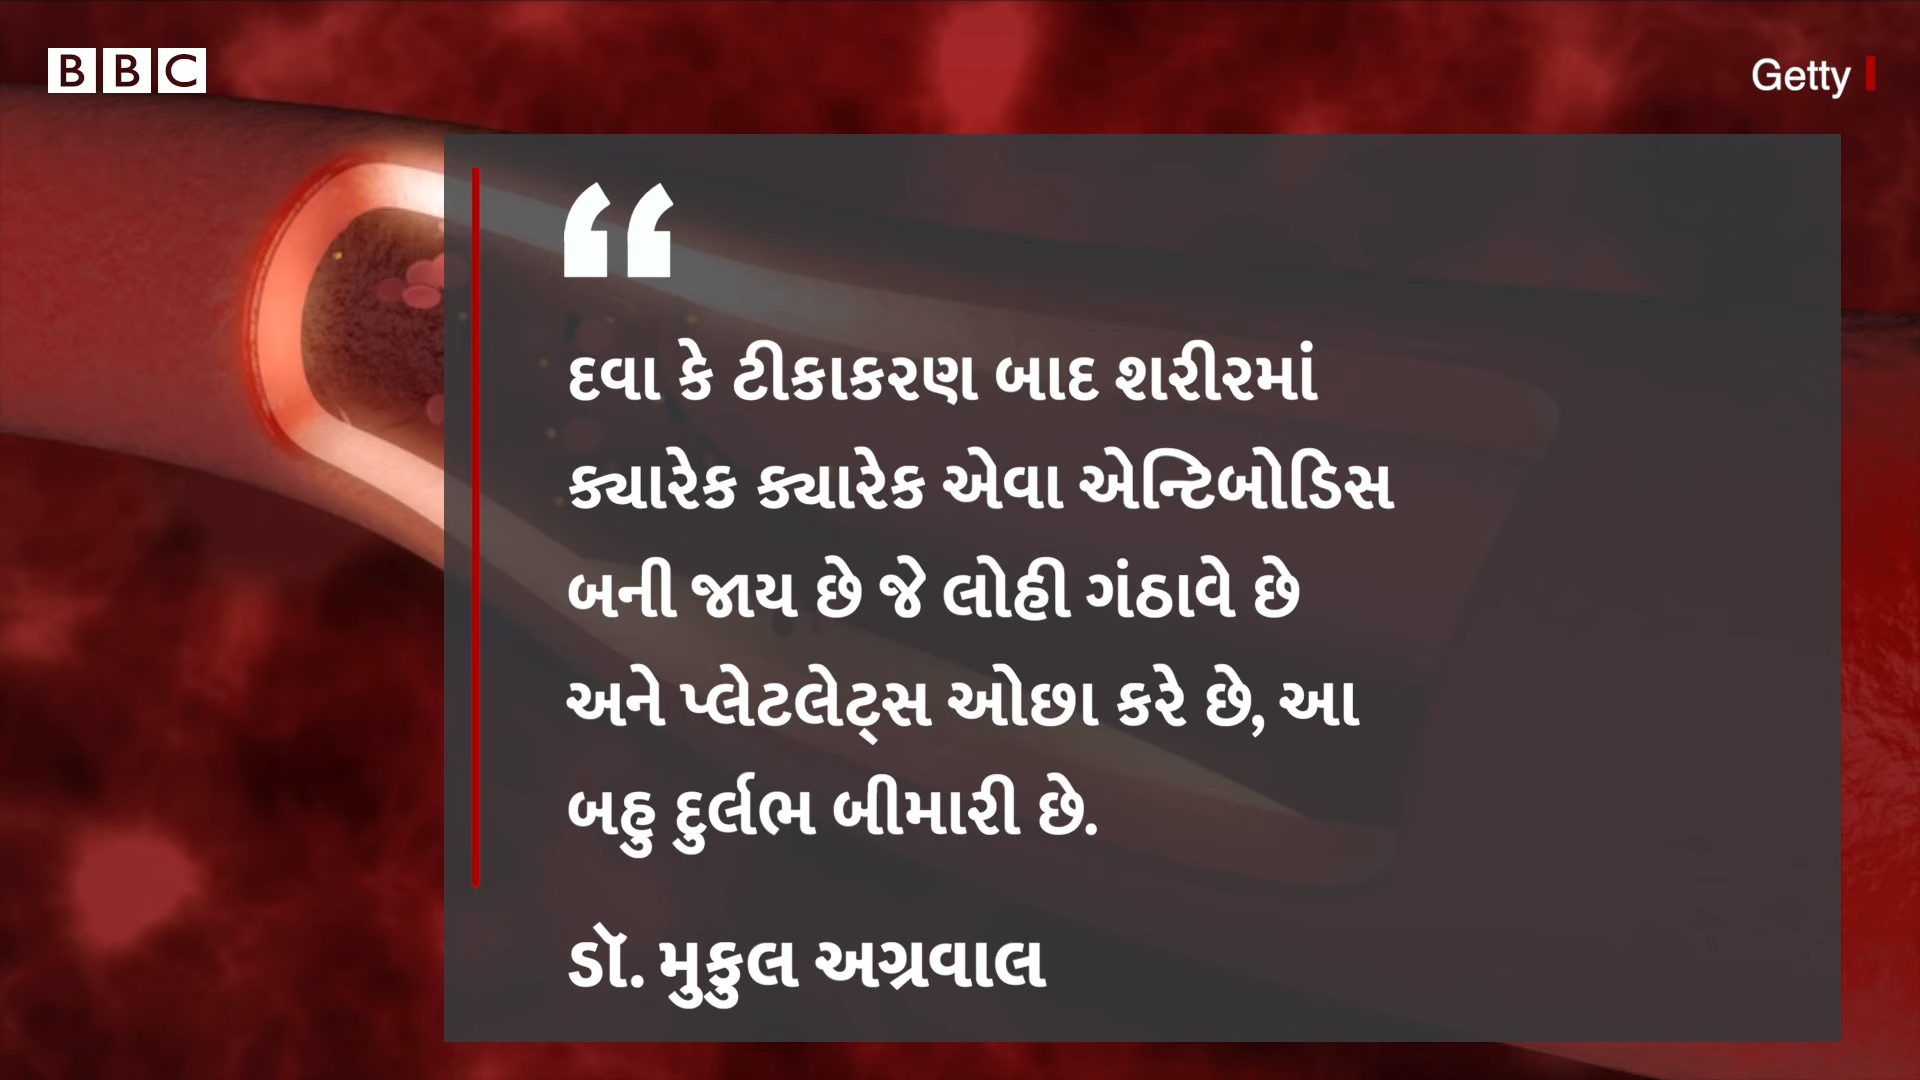 BBC
Getty
“
દવા કે ટીકાકરણ બાદ શરીરમાં
ક્યારેક ક્યારેક એવા એન્ટિબોડિસ
બની જાય છે જે લોહી ગંઠાવે છે
અને પ્લેટલેટ્સ ઓછા કરે છે, આ
બહુ દુર્લભ બીમારી છે.
ડૉ. મુકુલ અગ્રવાલ